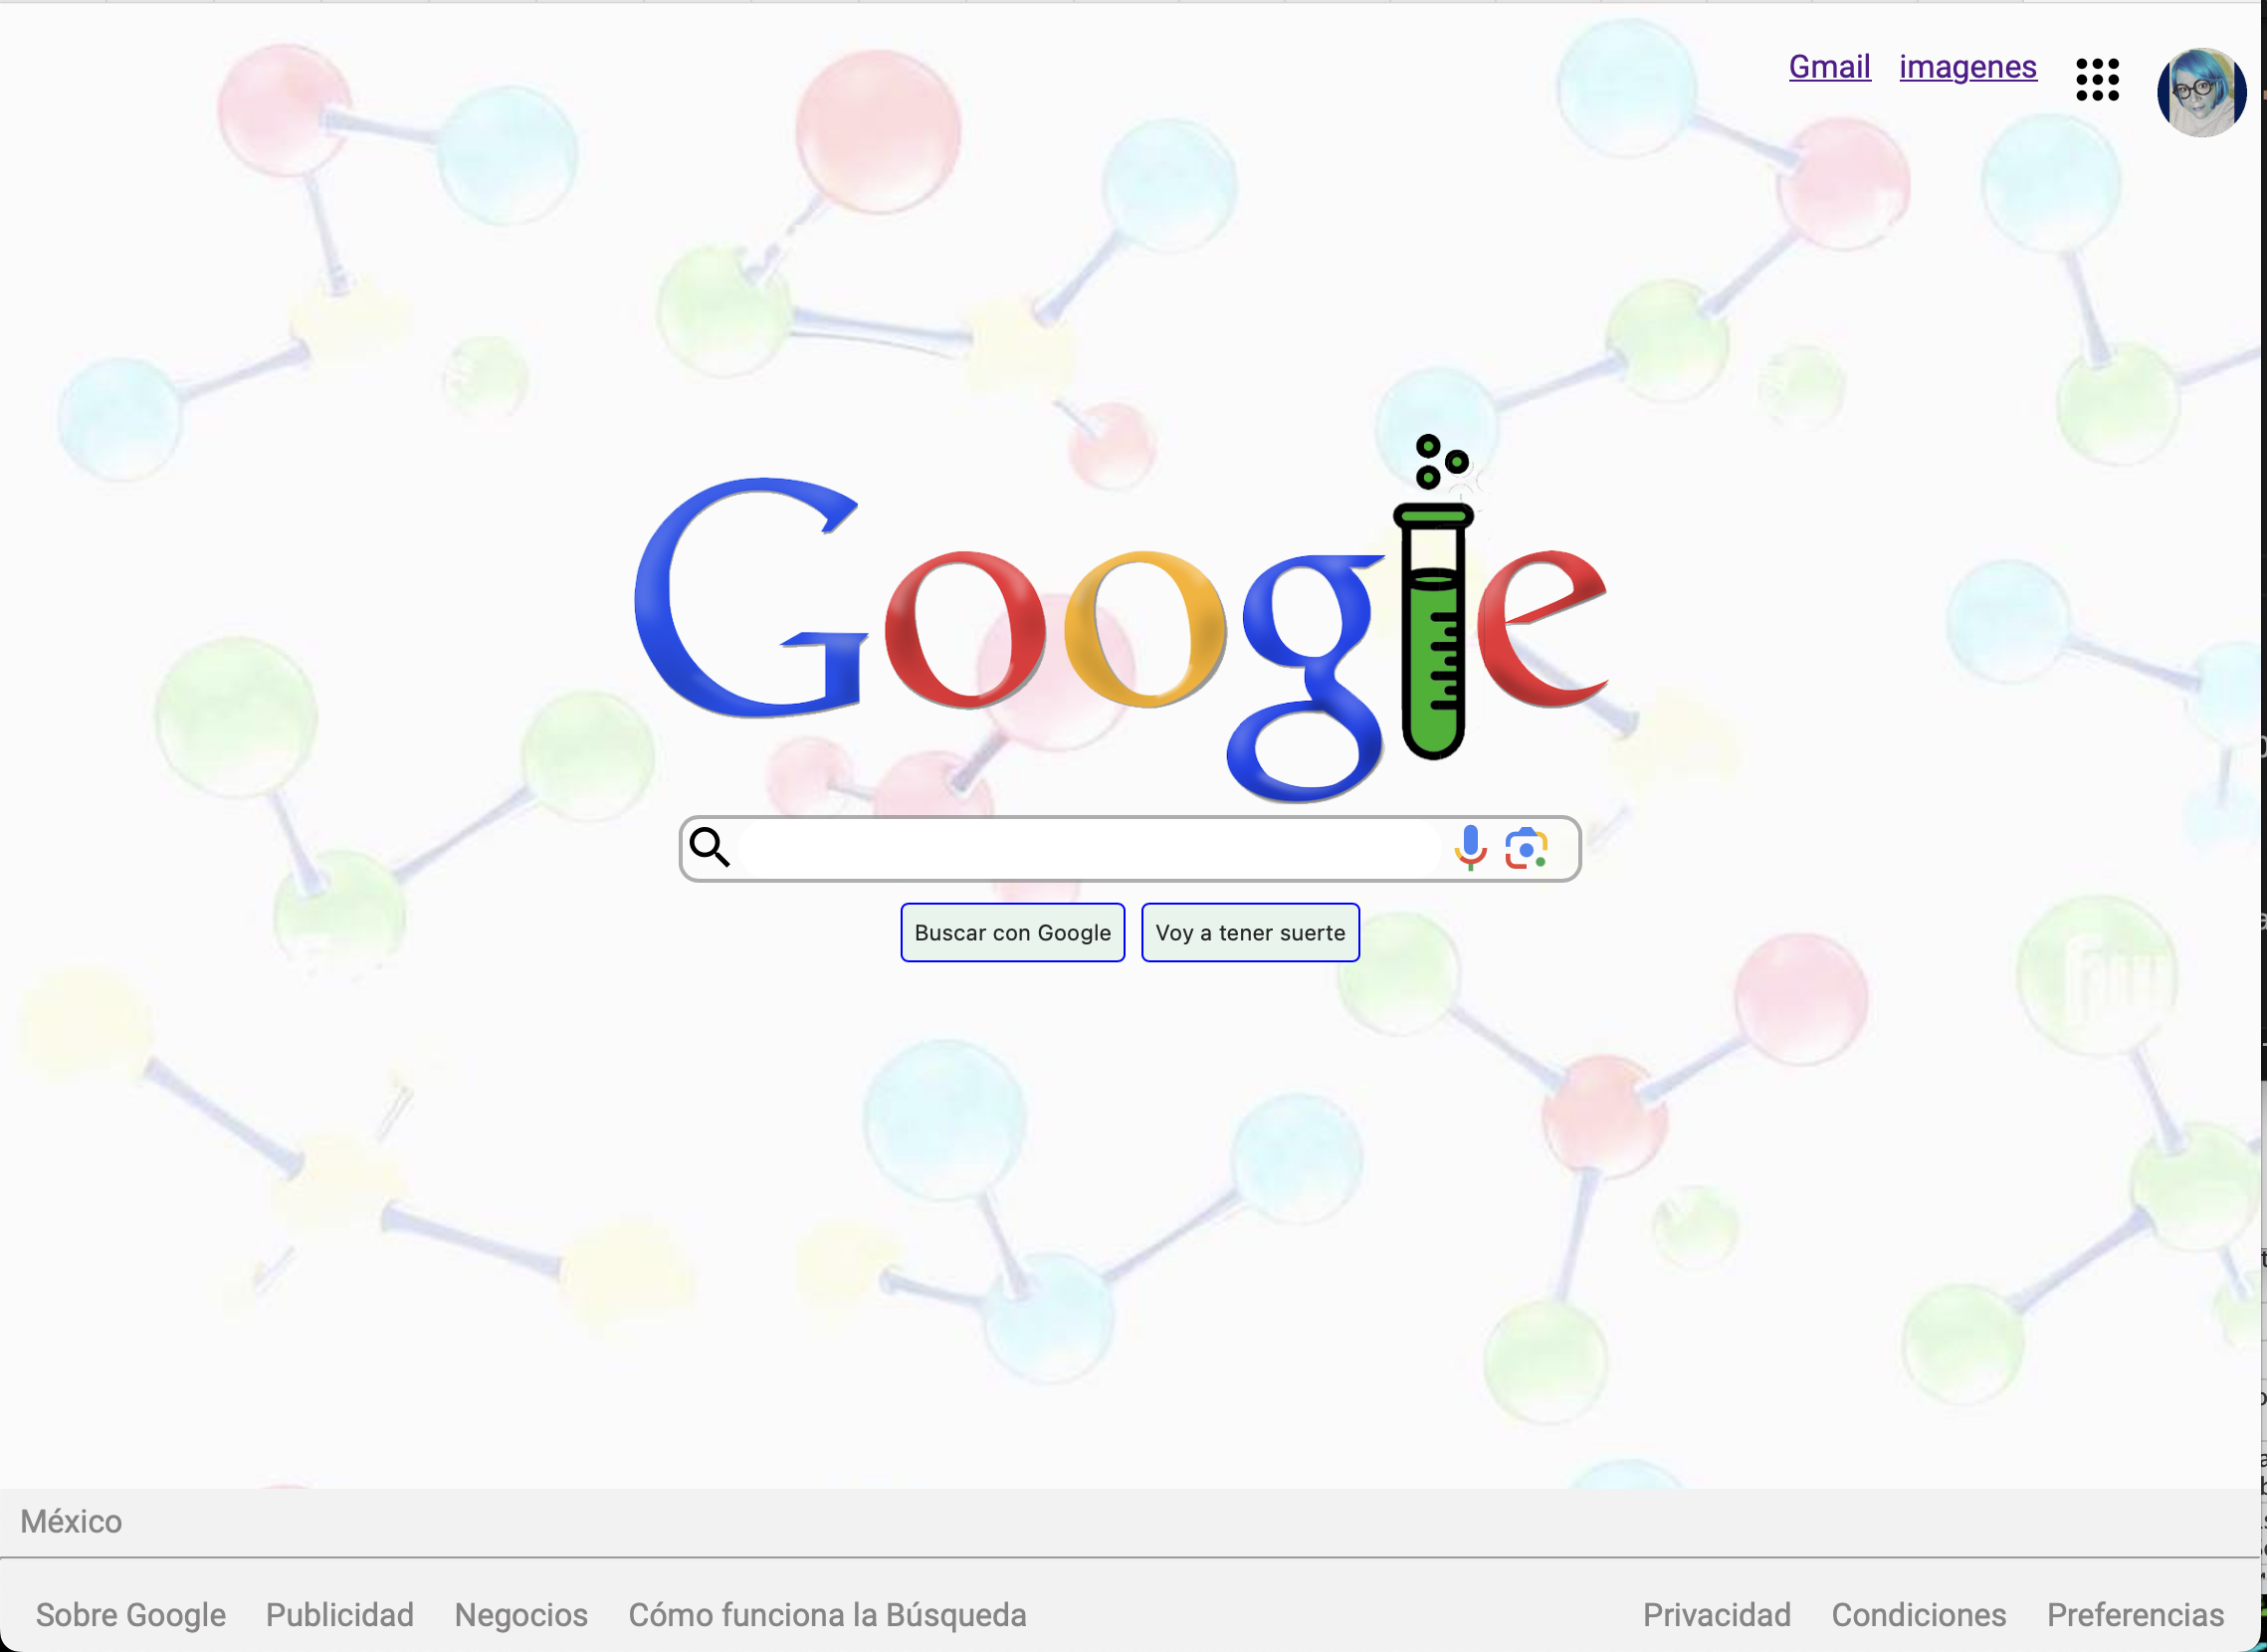 Gmail imagenes
Google
Buscar con Google Voy a tener suerte
México
Sobre Google Publicidad Negocios Cómo funciona la Búsqueda Privacidad Condiciones Preferencias